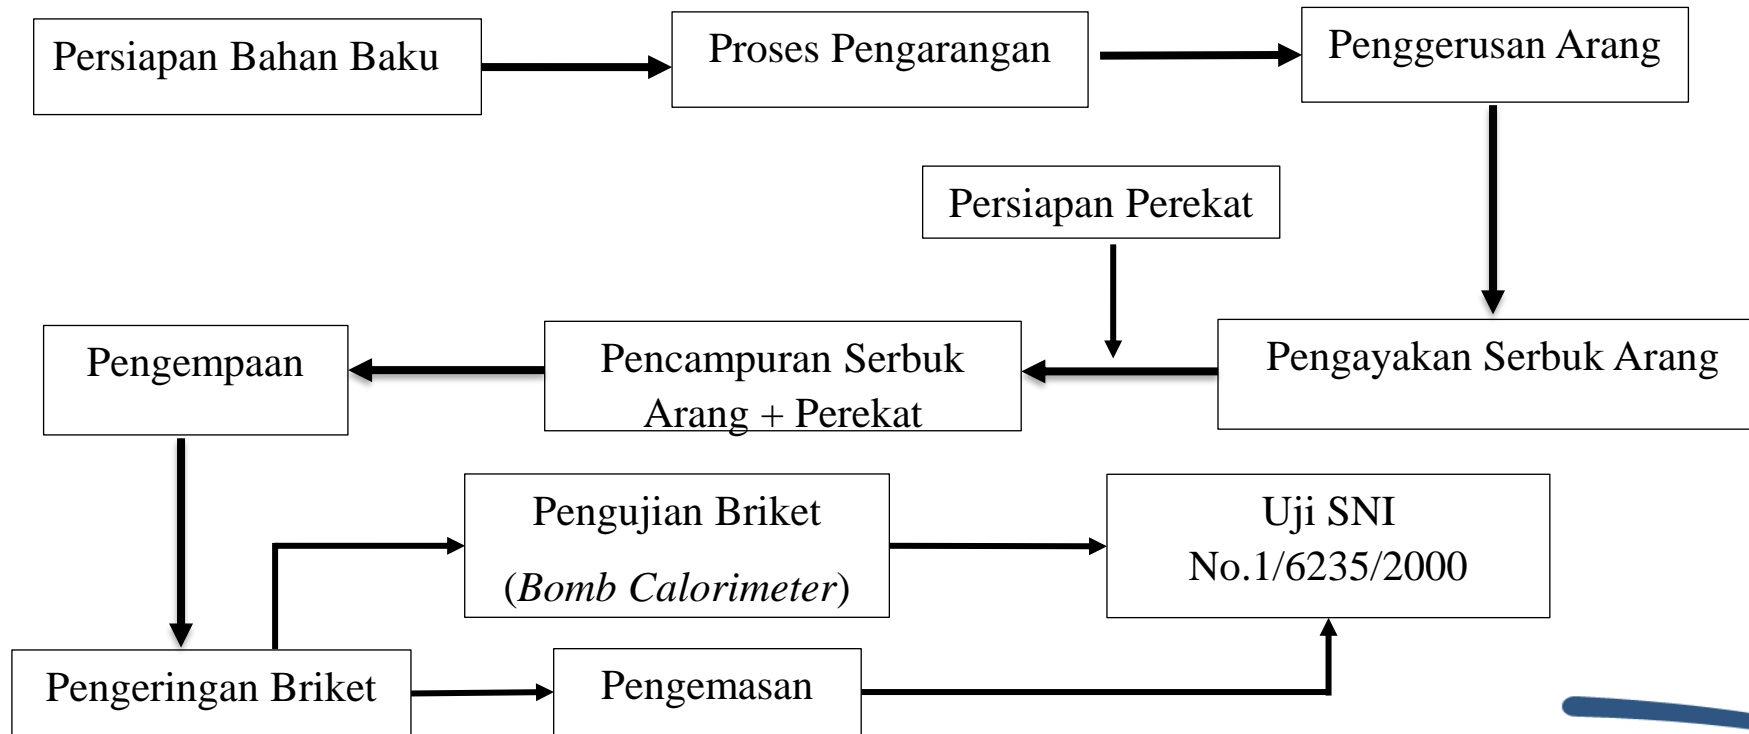 Persiapan Bahan Baku
Proses Pengarangan
Penggerusan Arang
Persiapan Perekat
Pengempaan
Pencampuran Serbuk
Arang + Perekat
Pengayakan Serbuk Arang
Pengujian Briket
(Bomb Calorimeter)
Uji SNI
No.1/6235/2000
Pengeringan Briket
Pengemasan